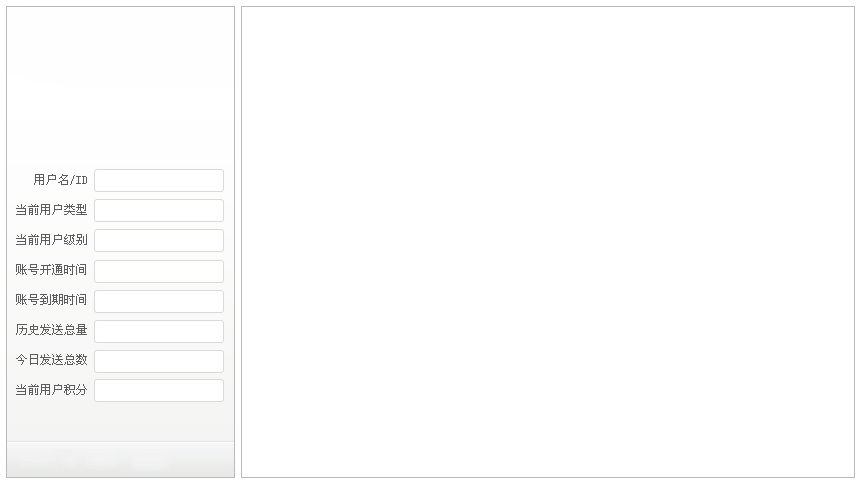 用户名/ID
当前用户类型
当前用户级别
账号开通时间
账号到期时间
历史发送总量
今日发送总数
当前用户积分